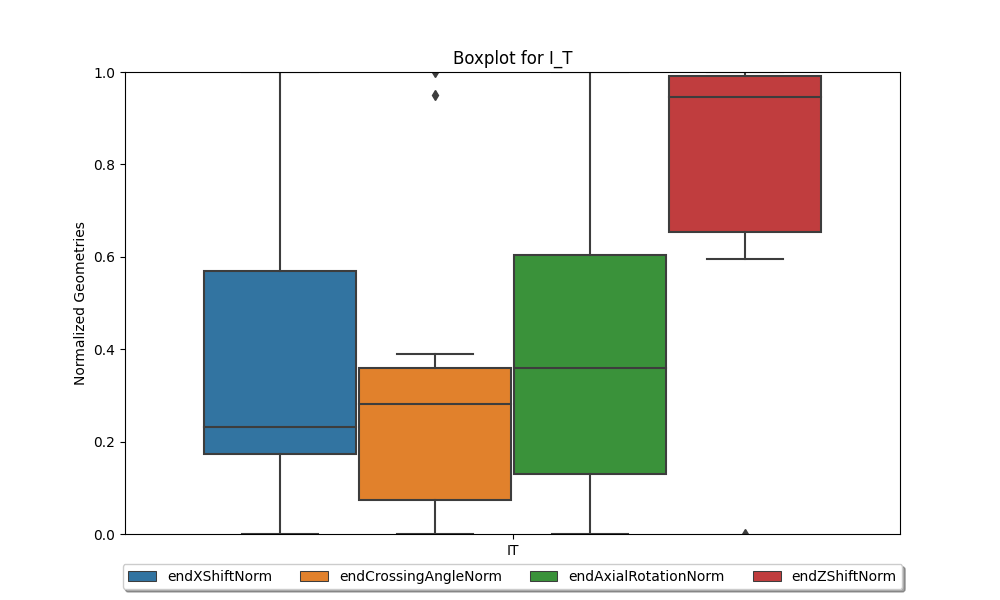 Boxplot for I_T
1.0
0.8
0.6
0.4
0.2
0.0
Normalized Geometries
IT
endXShiftNorm endCrossingAngleNorm endAxialRotationNorm endZShiftNorm